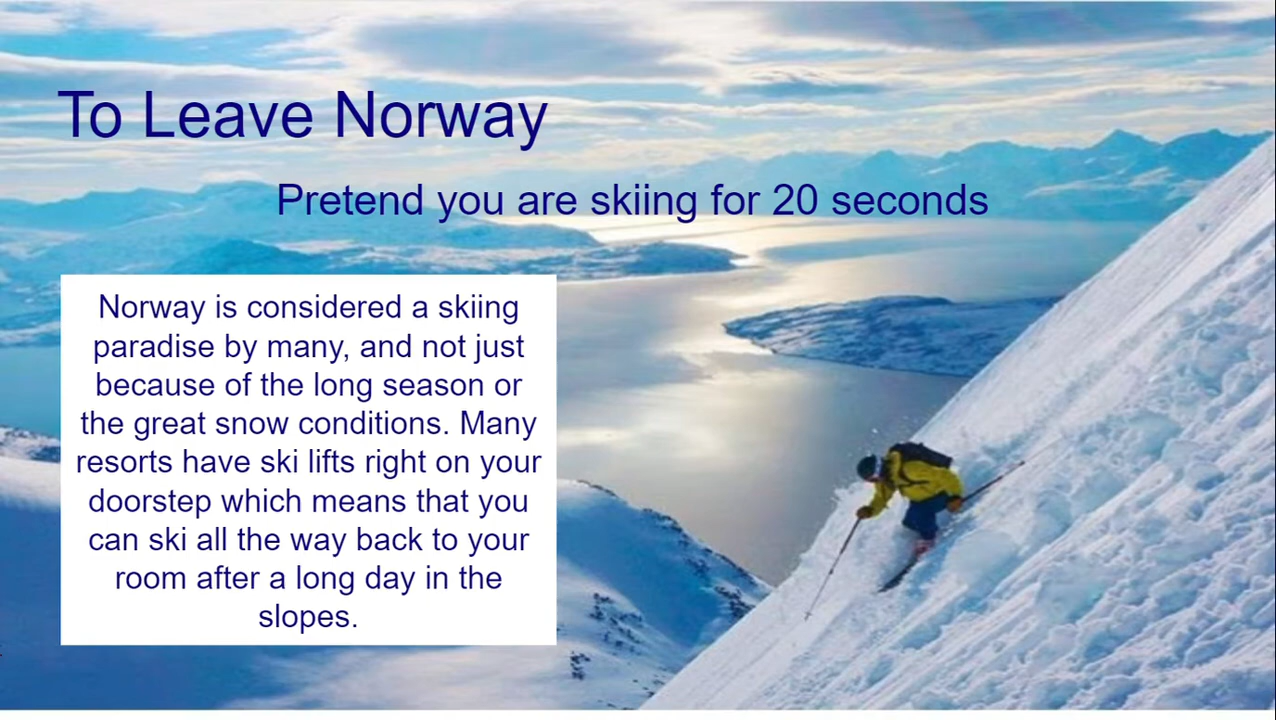 To Leave Norway
Pretend you are skiing for 20 seconds
Norway is considered a skiing
paradise by many, and not just
because of the long season or
the great snow conditions. Many
resorts have ski lifts right on your
doorstep which means that you
can ski all the way back to your
room after a long day in the
slopes.